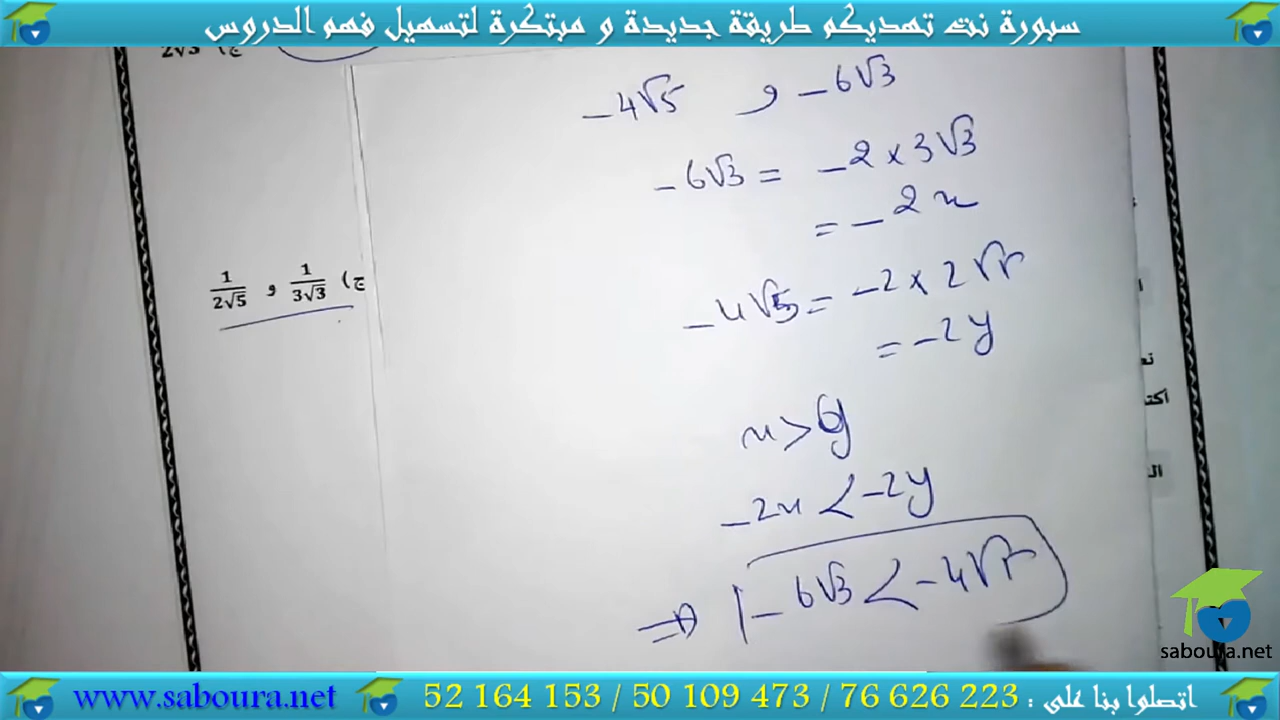 سبورة نت تهديكم طريقة جديدة و مبتكرة لتسهيل فهم الدروس
-4√5 و -6√3
-6√3 = -2 × 3√3
= -2x
ج) 1/3√3 و 1/2√5
-4√5 = -2 × 2√5
= -2y
x > y
-2x < -2y
⇒ -6√3 < -4√5
saboura.net
www.saboura.net
52 164 153 / 50 109 473 / 76 626 223 : اتصلوا بنا على